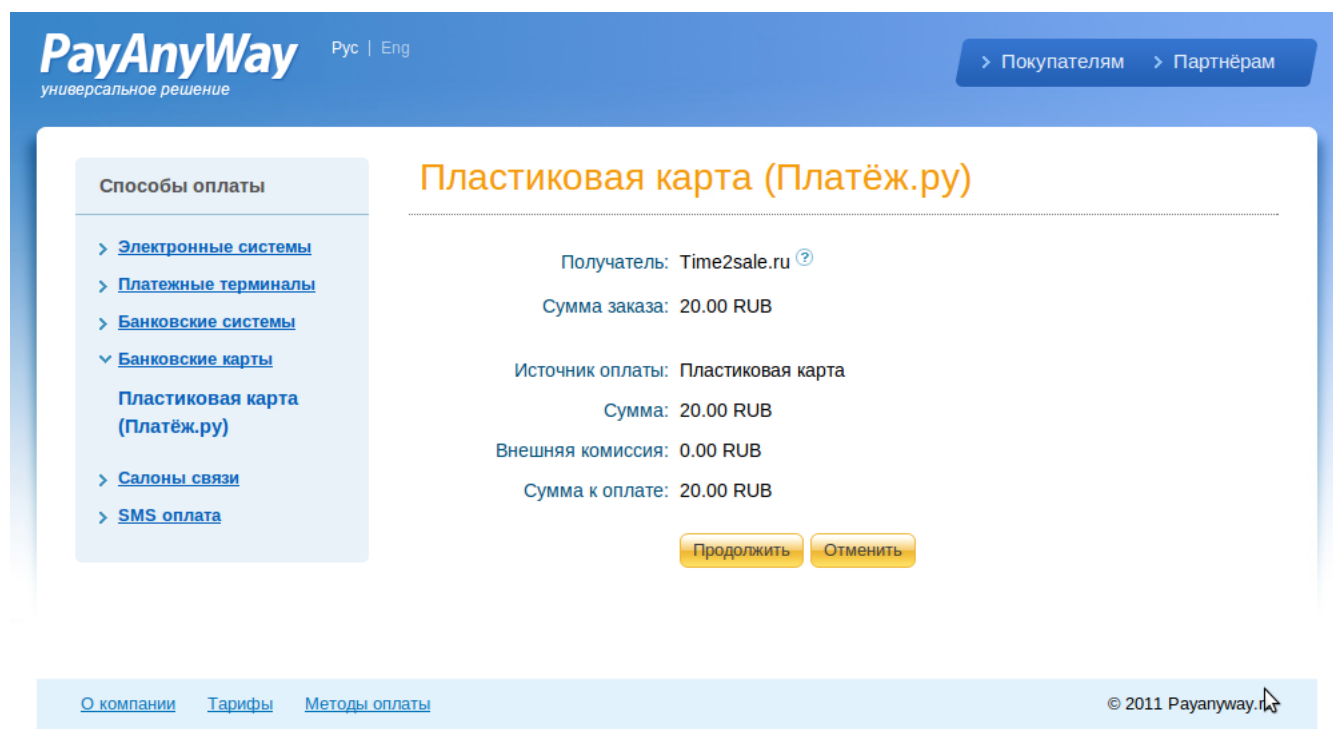 PayAnyWay
Рус | Eng
универсальное решение
Покупателям
Партнёрам
Способы оплаты
Электронные системы
Платежные терминалы
Банковские системы
Банковские карты
Пластиковая карта
(Платёж.ру)
Салоны связи
SMS оплата
Пластиковая карта (Платёж.ру)
Получатель: Time2sale.ru ?
Сумма заказа: 20.00 RUB
Источник оплаты: Пластиковая карта
Сумма: 20.00 RUB
Внешняя комиссия: 0.00 RUB
Сумма к оплате: 20.00 RUB
Продолжить Отменить
О компании Тарифы Методы оплаты
© 2011